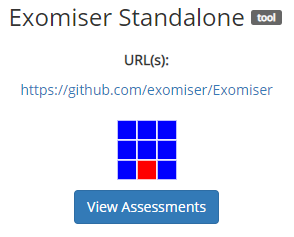 Exomiser Standalone tool
URL(s):
https://github.com/exomiser/Exomiser
View Assessments